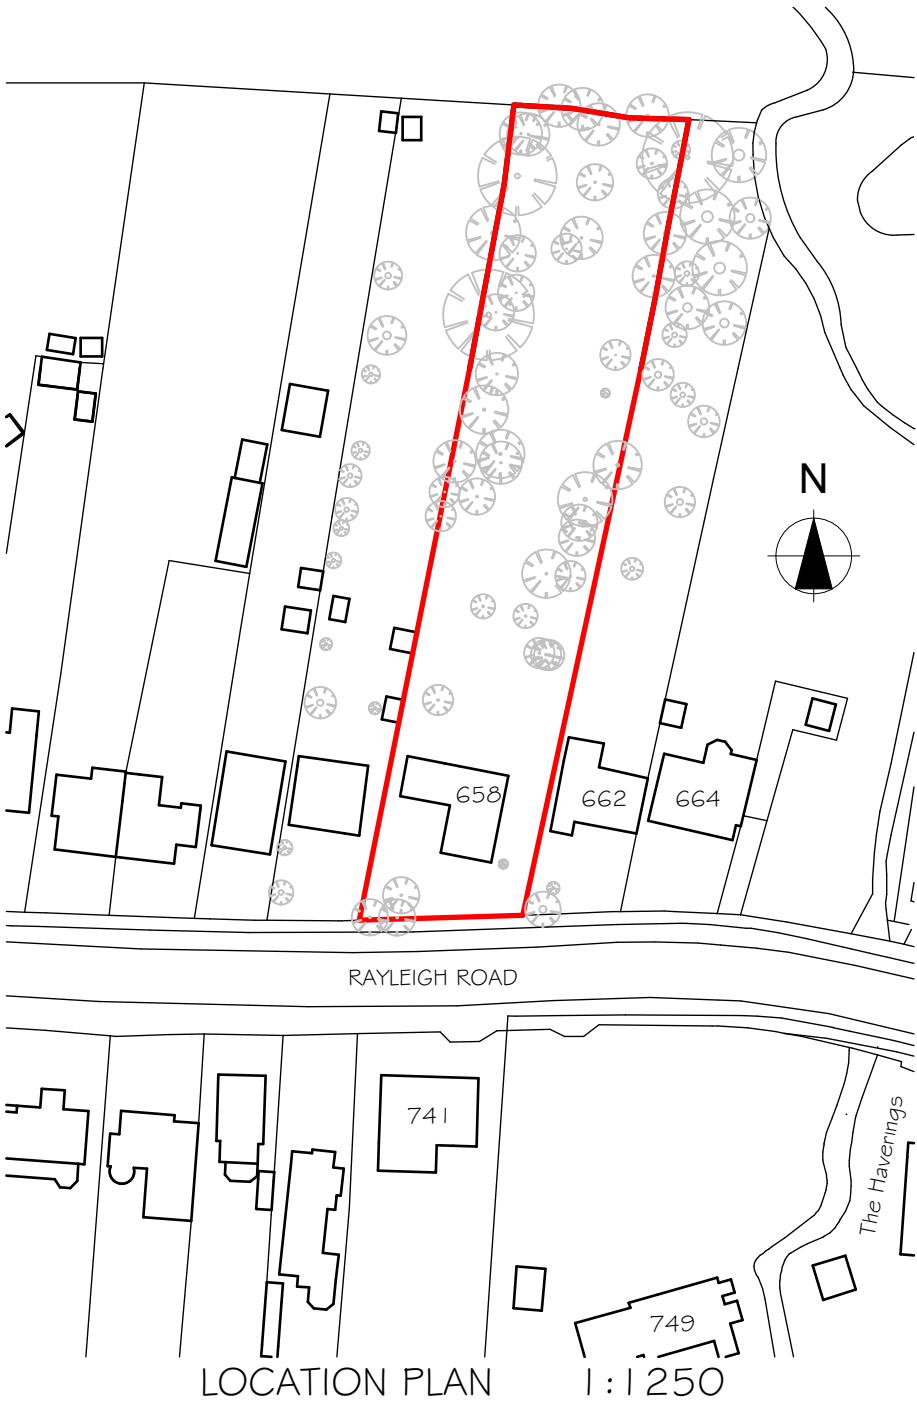 N
658
662
664
RAYLEIGH ROAD
741
The Haverings
749
LOCATION PLAN 1:1250